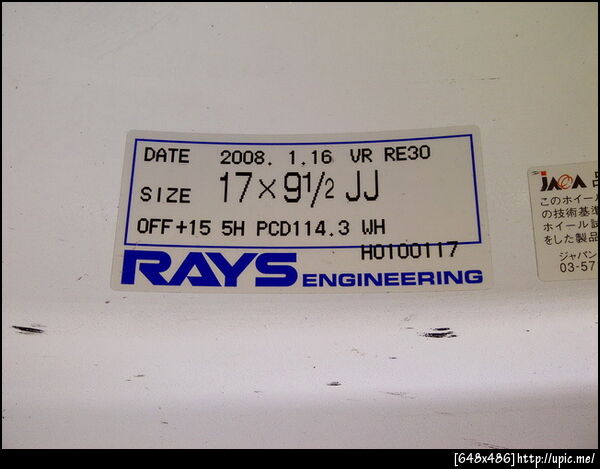 DATE 2008. 1.16 VR RE30
SIZE 17×9½ JJ
OFF+15 5H PCD114.3 WH
H0100117
RAYS ENGINEERING
JAWA 品
このホイール
の技術基準
ホイール試
をした製品
ジャパン
03-57
[648x486]http://upic.me/